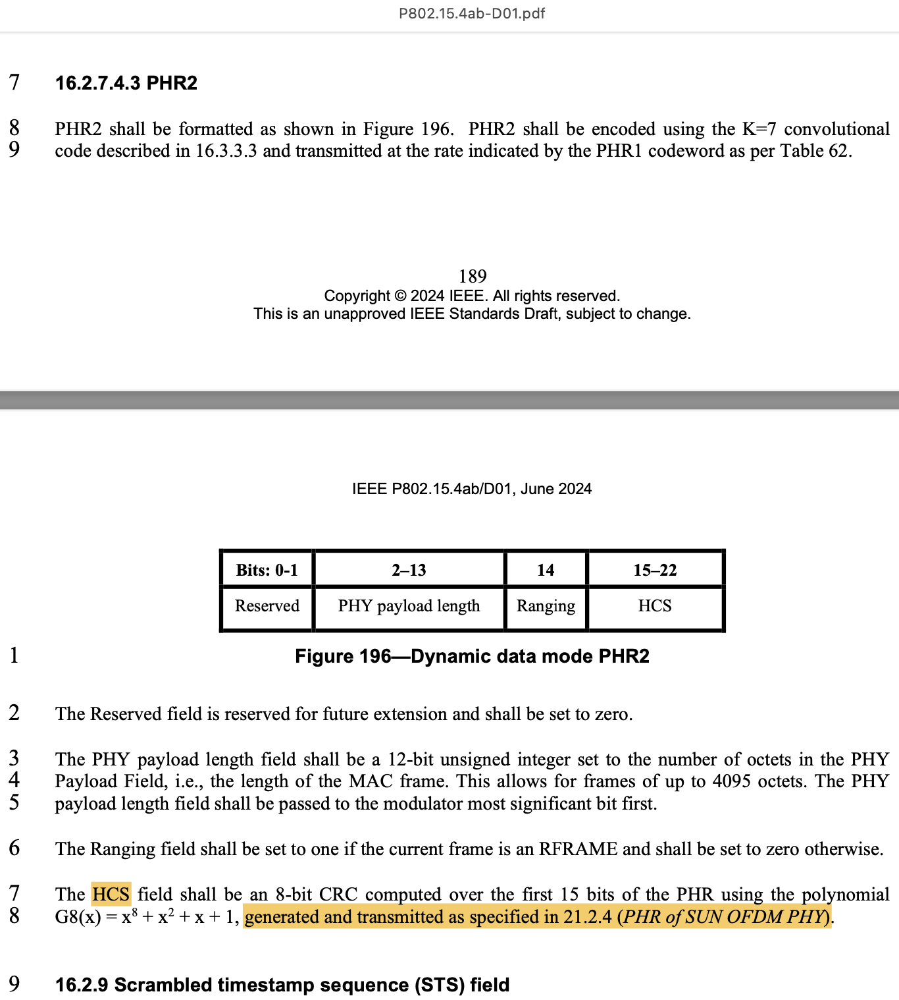 P802.15.4ab-D01.pdf
7 16.2.7.4.3 PHR2
8 PHR2 shall be formatted as shown in Figure 196. PHR2 shall be encoded using the K=7 convolutional
9 code described in 16.3.3.3 and transmitted at the rate indicated by the PHR1 codeword as per Table 62.
189
Copyright © 2024 IEEE. All rights reserved.
This is an unapproved IEEE Standards Draft, subject to change.
IEEE P802.15.4ab/D01, June 2024
Bits: 0-1 2–13 14 15–22
Reserved PHY payload length Ranging HCS
1 Figure 196—Dynamic data mode PHR2
2 The Reserved field is reserved for future extension and shall be set to zero.
3 The PHY payload length field shall be a 12-bit unsigned integer set to the number of octets in the PHY
4 Payload Field, i.e., the length of the MAC frame. This allows for frames of up to 4095 octets. The PHY
5 payload length field shall be passed to the modulator most significant bit first.
6 The Ranging field shall be set to one if the current frame is an RFRAME and shall be set to zero otherwise.
7 The HCS field shall be an 8-bit CRC computed over the first 15 bits of the PHR using the polynomial
8 G8(x) = x⁸ + x² + x + 1, generated and transmitted as specified in 21.2.4 (PHR of SUN OFDM PHY).
9 16.2.9 Scrambled timestamp sequence (STS) field